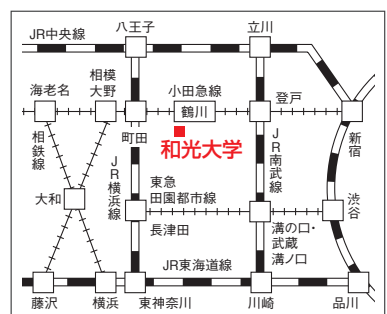 JR中央線
八王子
立川
海老名
相模
大野
小田急線
鶴川
登戸
町田
和光大学
新宿
相鉄線
JR横浜線
JR南武線
大和
東急
田園都市線
渋谷
長津田
溝の口・
武蔵
溝ノ口
JR東海道線
藤沢
横浜
東神奈川
川崎
品川